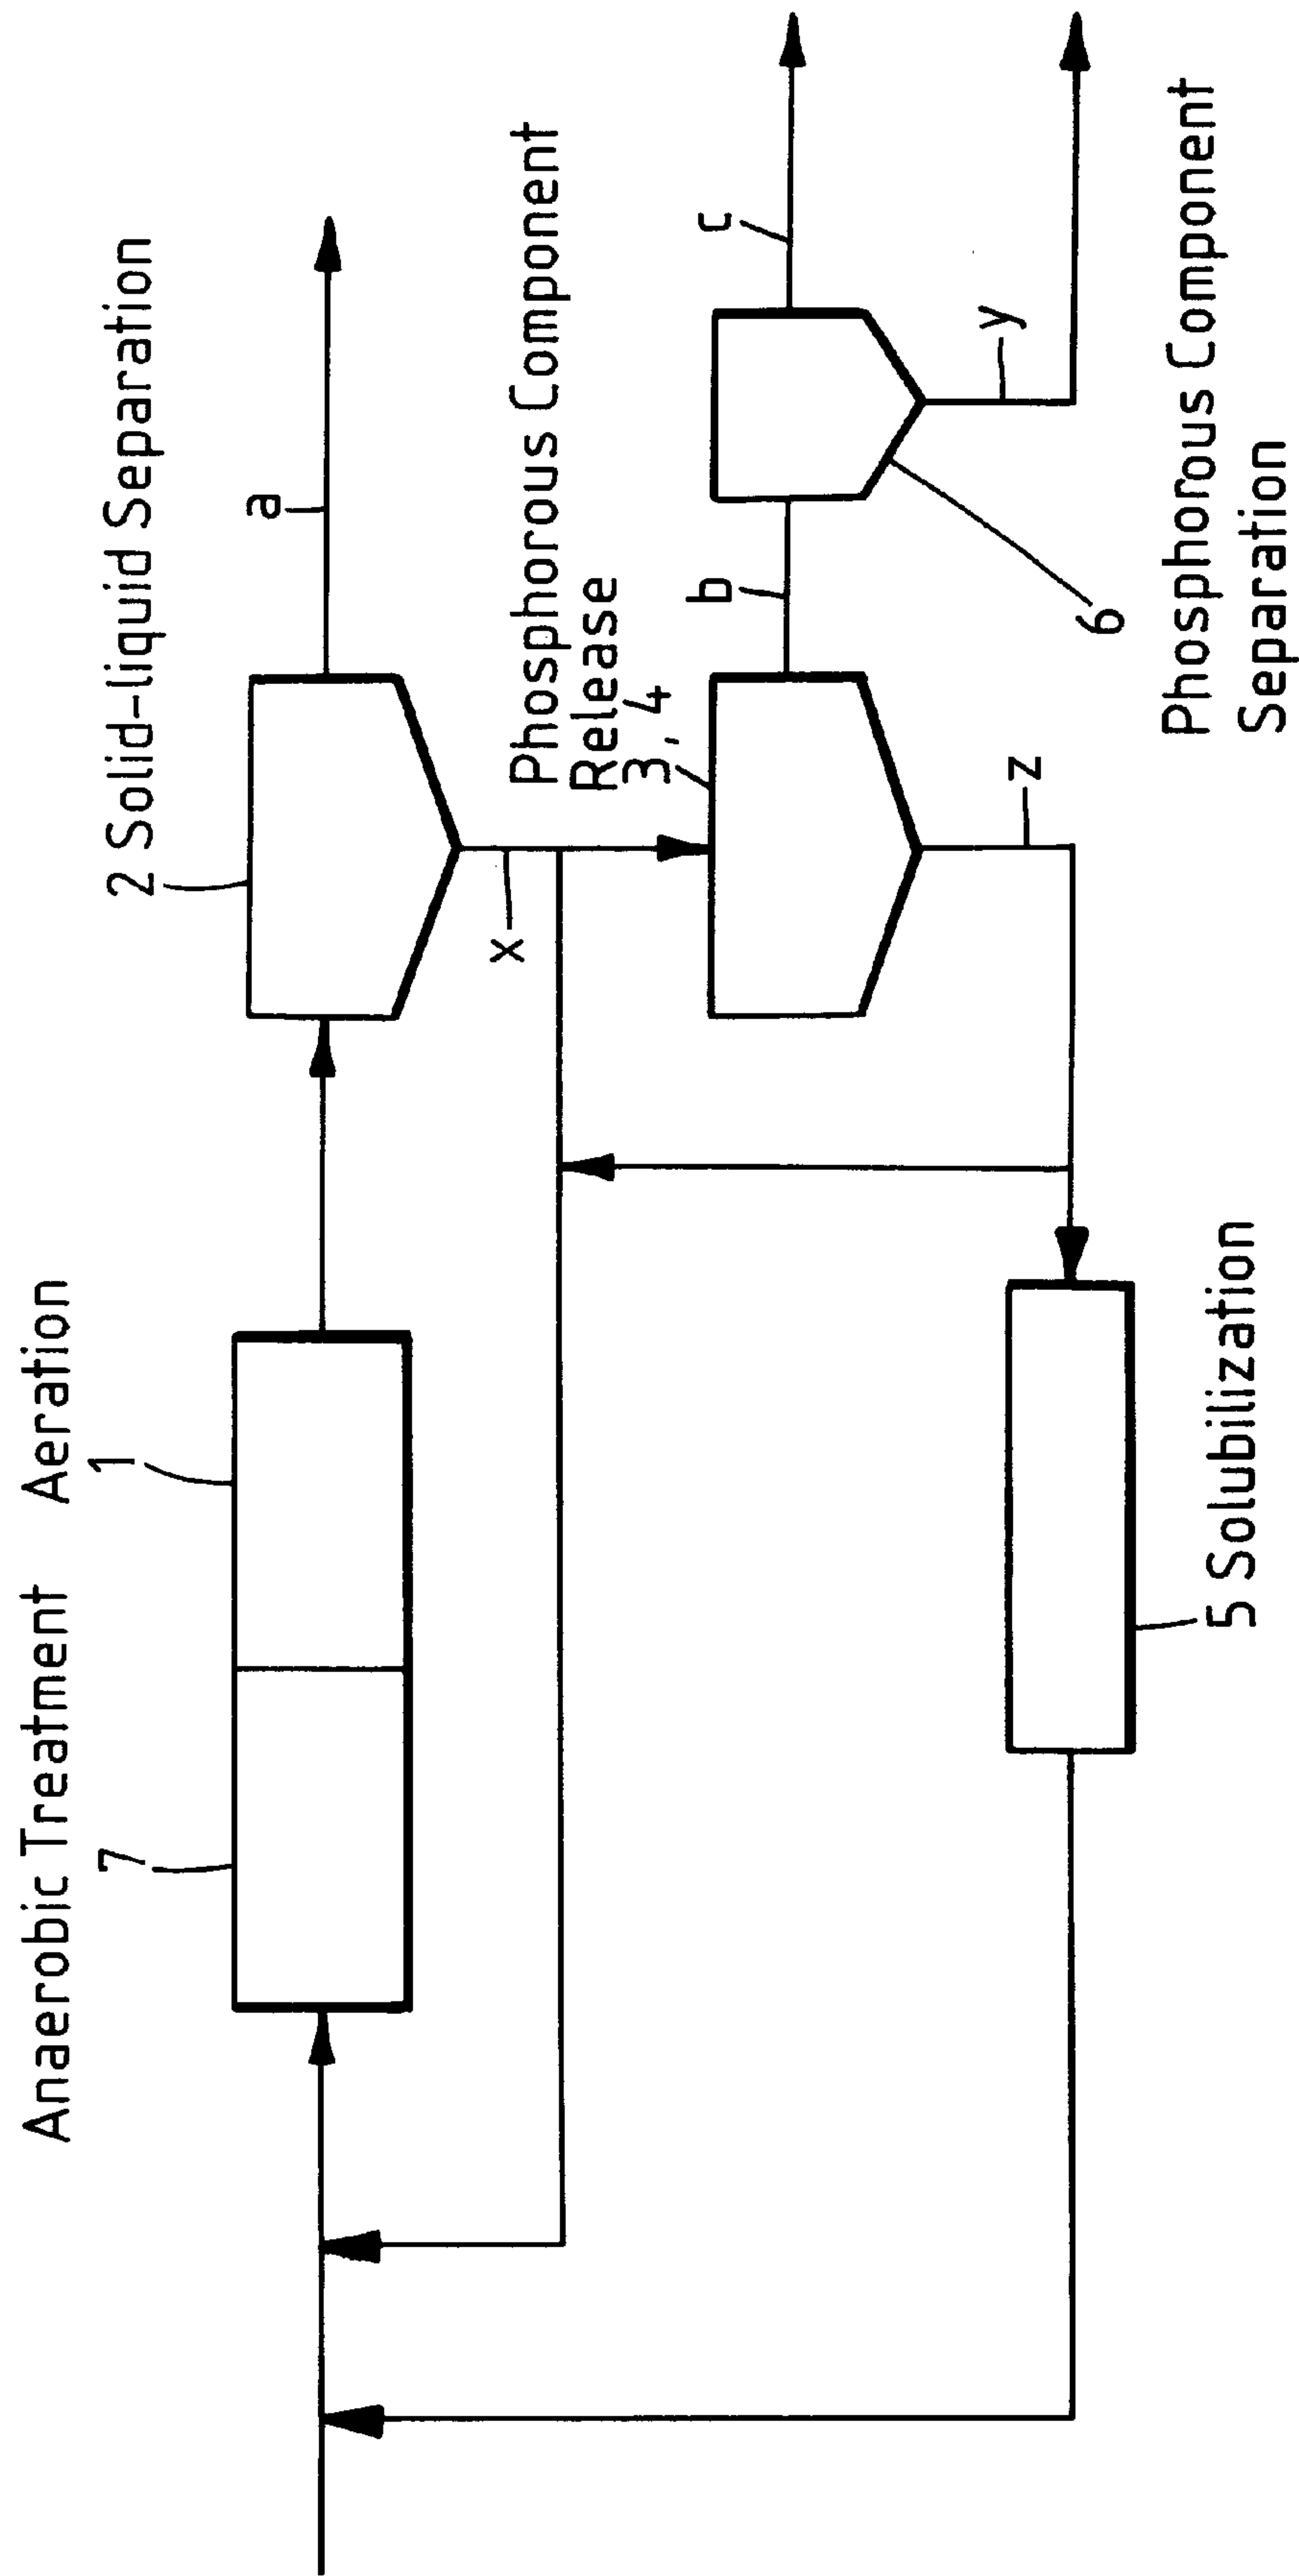 Anaerobic Treatment
Aeration
7
1
2 Solid-liquid Separation
a
x
Phosphorous Component
Release
3, 4
b
c
y
z
6
5 Solubilization
Phosphorous Component
Separation